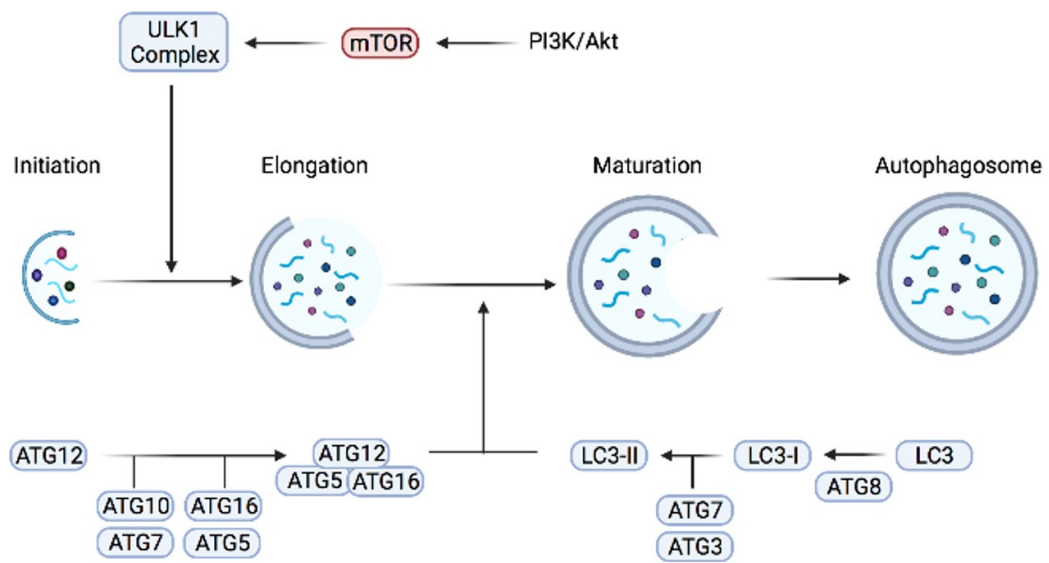 ULK1
Complex
mTOR
PI3K/Akt
Initiation
Elongation
Maturation
Autophagosome
ATG12
ATG10
ATG7
ATG16
ATG5
ATG12
ATG5
ATG16
LC3-II
LC3-I
LC3
ATG8
ATG7
ATG3